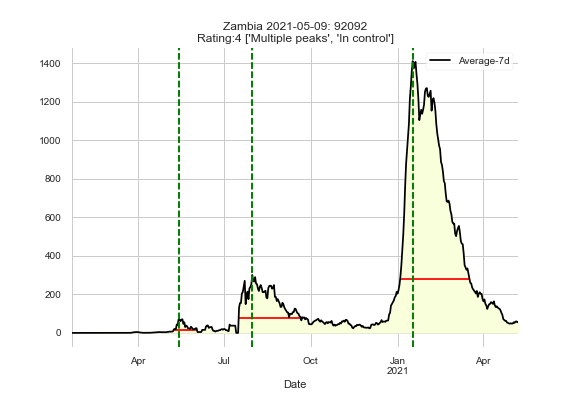 Zambia 2021-05-09: 92092
Rating:4 ['Multiple peaks', 'In control']
Average-7d
1400
1200
1000
800
600
400
200
0
Apr
Jul
Oct
Jan
2021
Apr
Date